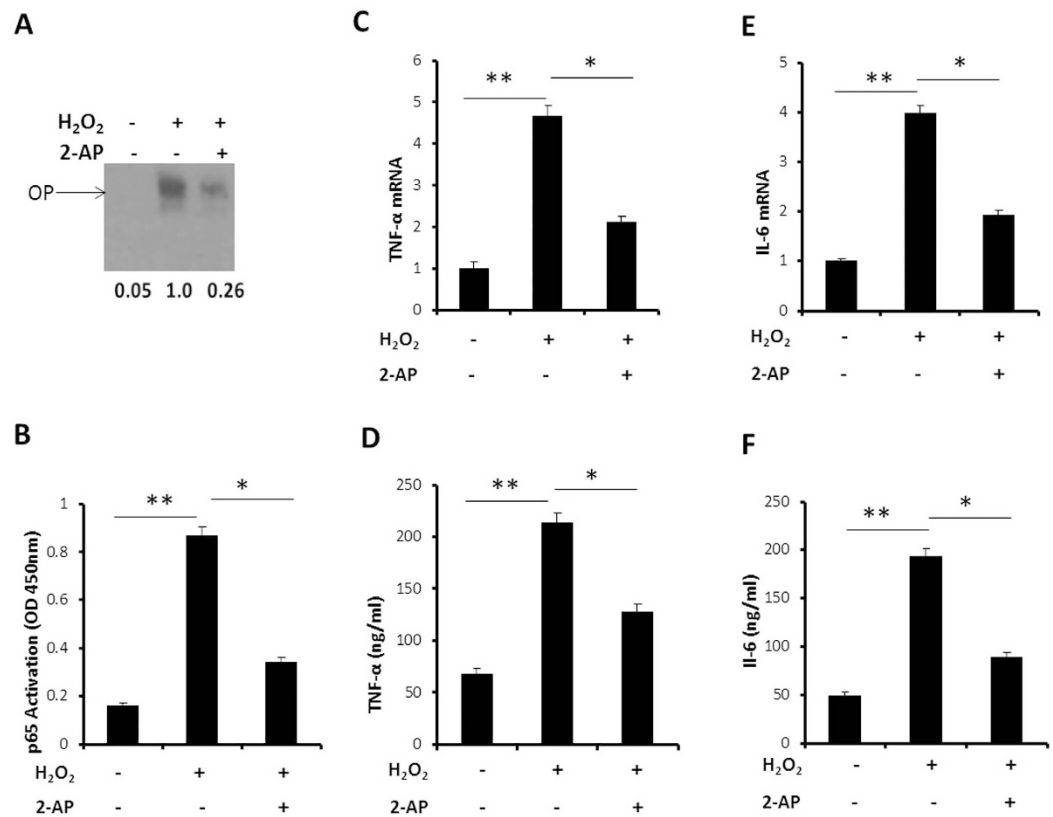 A
H₂O₂ - + +
2-AP - - +
OP
0.05 1.0 0.26
B
p65 Activation (OD 450nm)
1
0.8
0.6
0.4
0.2
0
** *
H₂O₂ - + +
2-AP - - +
C
TNF-α mRNA
6
5
4
3
2
1
0
** *
H₂O₂ - + +
2-AP - - +
D
TNF-α (ng/ml)
250
200
150
100
50
0
** *
H₂O₂ - + +
2-AP - - +
E
IL-6 mRNA
5
4
3
2
1
0
** *
H₂O₂ - + +
2-AP - - +
F
Il-6 (ng/ml)
250
200
150
100
50
0
** *
H₂O₂ - + +
2-AP - - +